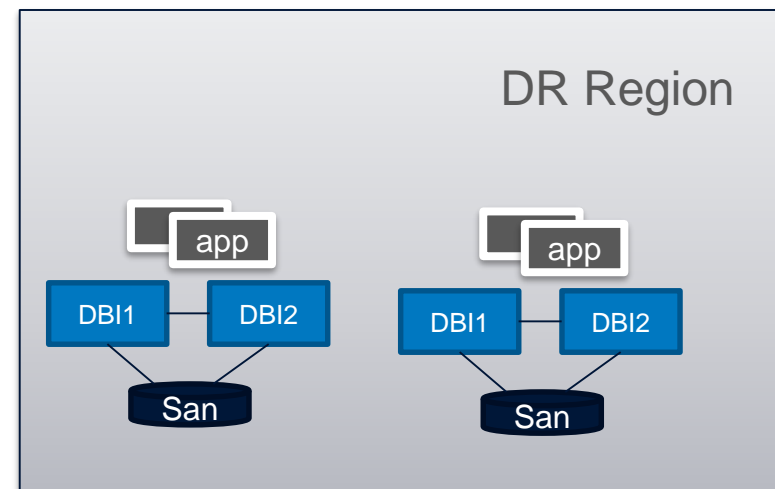 DR Region
app
app
DBI1
DBI2
DBI1
DBI2
San
San